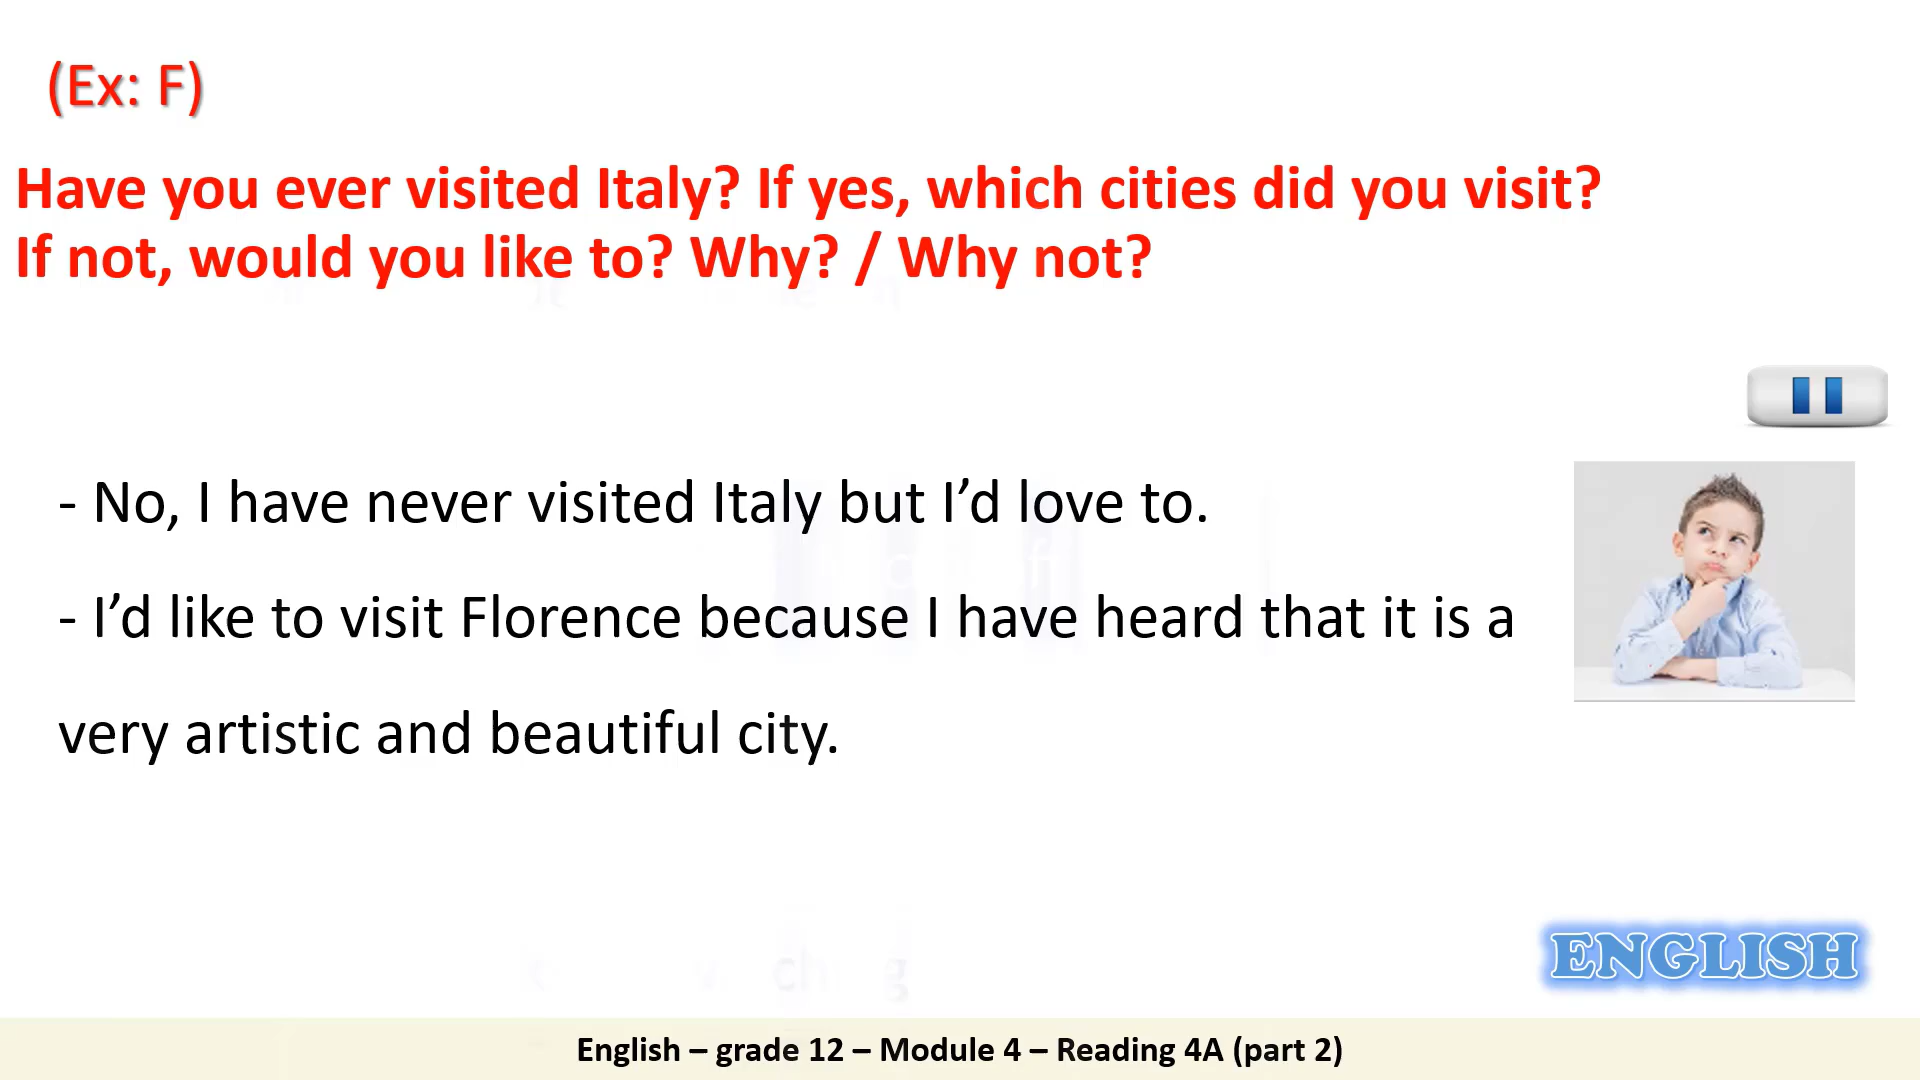 (Ex: F)
Have you ever visited Italy? If yes, which cities did you visit?
If not, would you like to? Why? / Why not?
- No, I have never visited Italy but I’d love to.
- I’d like to visit Florence because I have heard that it is a
very artistic and beautiful city.
ENGLISH
English – grade 12 – Module 4 – Reading 4A (part 2)